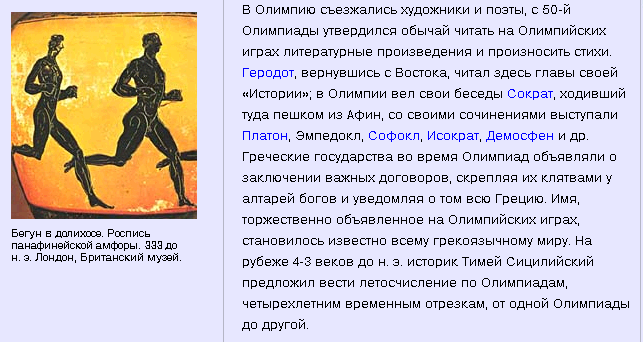 В Олимпию съезжались художники и поэты, с 50-й
Олимпиады утвердился обычай читать на Олимпийских
играх литературные произведения и произносить стихи.
Геродот, вернувшись с Востока, читал здесь главы своей
«Истории»; в Олимпии вел свои беседы Сократ, ходивший
туда пешком из Афин, со своими сочинениями выступали
Платон, Эмпедокл, Софокл, Исократ, Демосфен и др.
Греческие государства во время Олимпиад объявляли о
заключении важных договоров, скрепляя их клятвами у
алтарей богов и уведомляя о том всю Грецию. Имя,
торжественно объявленное на Олимпийских играх,
становилось известно всему грекоязычному миру. На
рубеже 4-3 веков до н. э. историк Тимей Сицилийский
предложил вести летосчисление по Олимпиадам,
четырехлетним временным отрезкам, от одной Олимпиады
до другой.
Бегун в долихосе. Роспись
панафинейской амфоры. 333 до
н. э. Лондон, Британский музей.